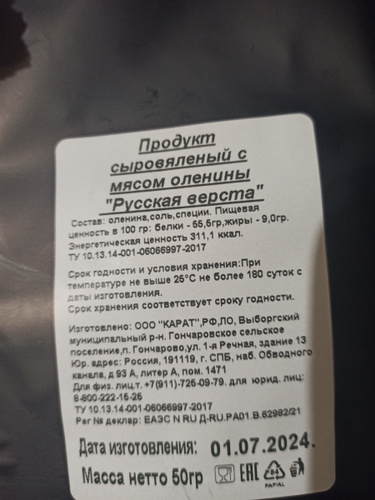 Продукт
сыровяленый с
мясом оленины
"Русская верста"
Состав: оленина,соль,специи. Пищевая
ценность в 100 гр: белки - 55,5гр,жиры - 9,0гр.
Энергетическая ценность 311,1 ккал.
ТУ 10.13.14-001-06066997-2017
Срок годности и условия хранения:При
температуре не выше 25°С не более 180 суток с
даты изготовления.
Срок хранения соответствует сроку годности.
Изготовлено: ООО "КАРАТ",РФ,ЛО, Выборгский
муниципальный р-н. Гончаровское сельское
поселение,п. Гончарово,ул. 1-я Речная, здание 13
Юр. адрес: Россия, 191119, г. СПБ, наб. Обводного
канала, д 93 А, литер А, пом. 1471
Для физ. лиц.т. +7(911)-726-09-79. для юрид. лиц:
8-800-222-16-26
ТУ 10.13.14-001-06066997-2017
Рег № деклар: ЕАЭС N RU Д-RU.РА01.В.62982/21
Дата изготовления: 01.07.2024.
Масса нетто 50гр EAC PAP/AL